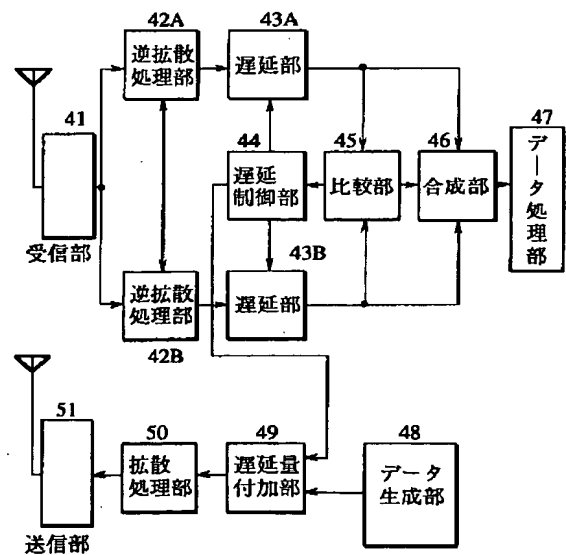 42A
逆拡散
処理部
43A
遅延部
41
受信部
44
遅延
制御部
45
比較部
46
合成部
47
データ処理部
43B
遅延部
逆拡散
処理部
42B
51
送信部
50
拡散
処理部
49
遅延量
付加部
48
データ
生成部